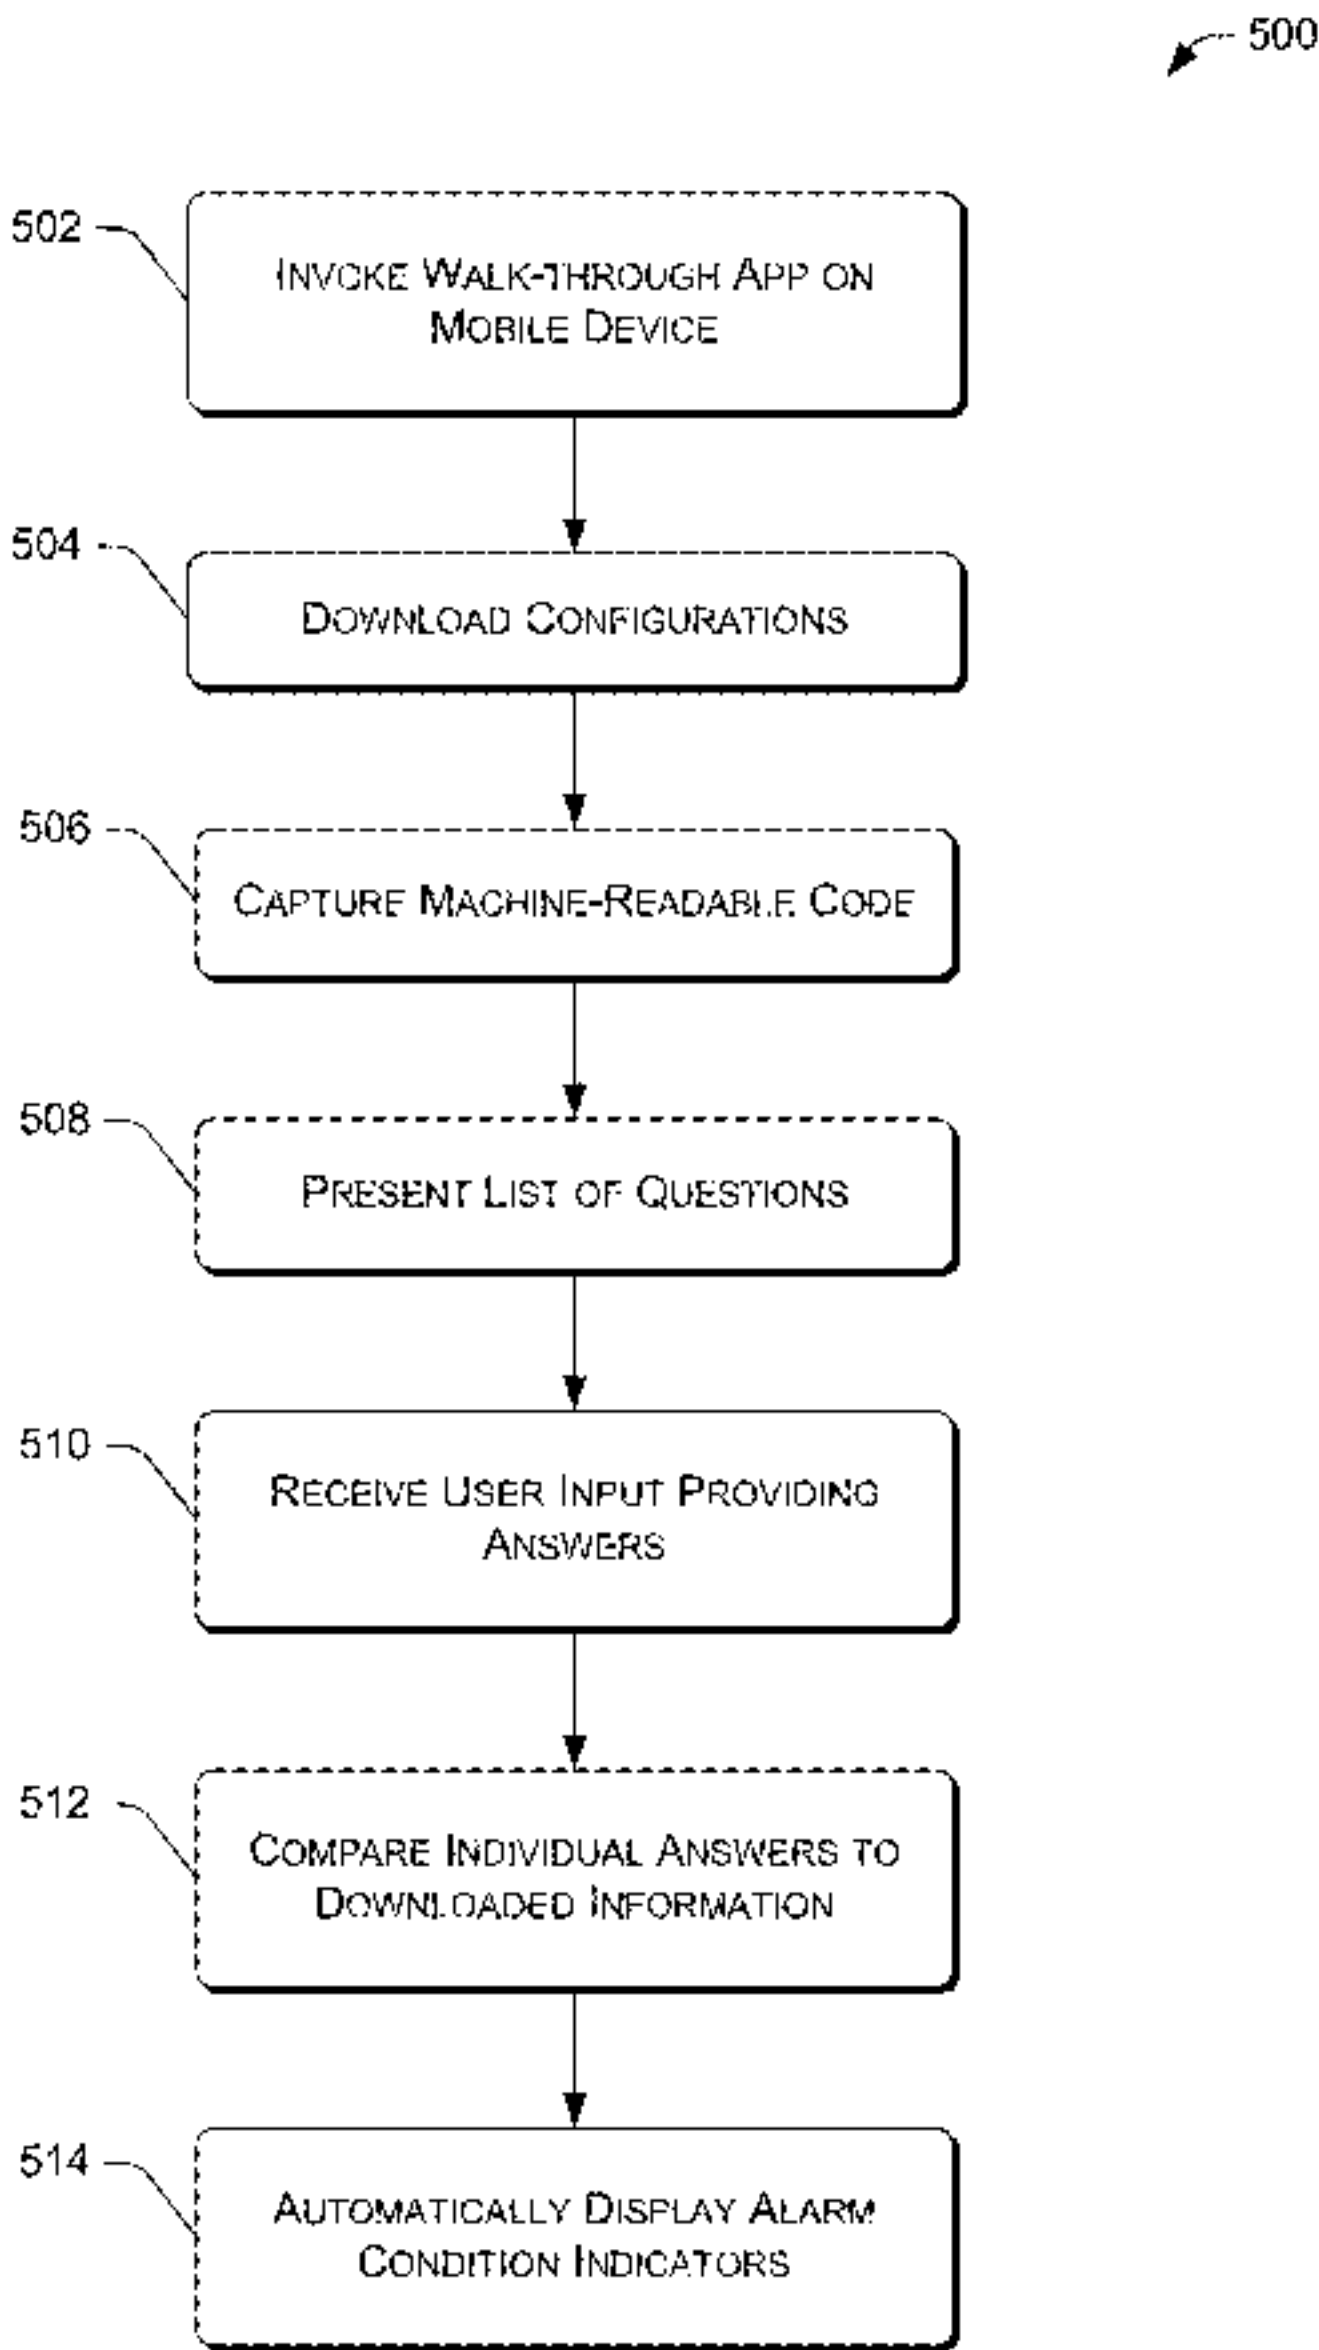 500
502
INVOKE WALK-THROUGH APP ON
MOBILE DEVICE
504
DOWNLOAD CONFIGURATIONS
506
CAPTURE MACHINE-READABLE CODE
508
PRESENT LIST OF QUESTIONS
510
RECEIVE USER INPUT PROVIDING
ANSWERS
512
COMPARE INDIVIDUAL ANSWERS TO
DOWNLOADED INFORMATION
514
AUTOMATICALLY DISPLAY ALARM
CONDITION INDICATORS